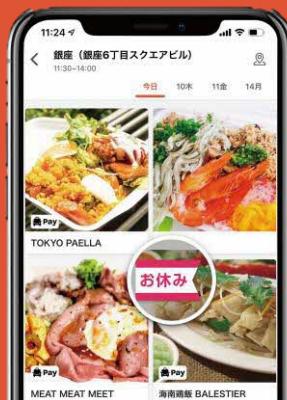 11:24
銀座（銀座6丁目スクエアビル）
11:30-14:00
今日 10木 11金 14月
Pay
TOKYO PAELLA
お休み
Pay
Pay
MEAT MEAT MEET
海南鶏飯 BALESTIER